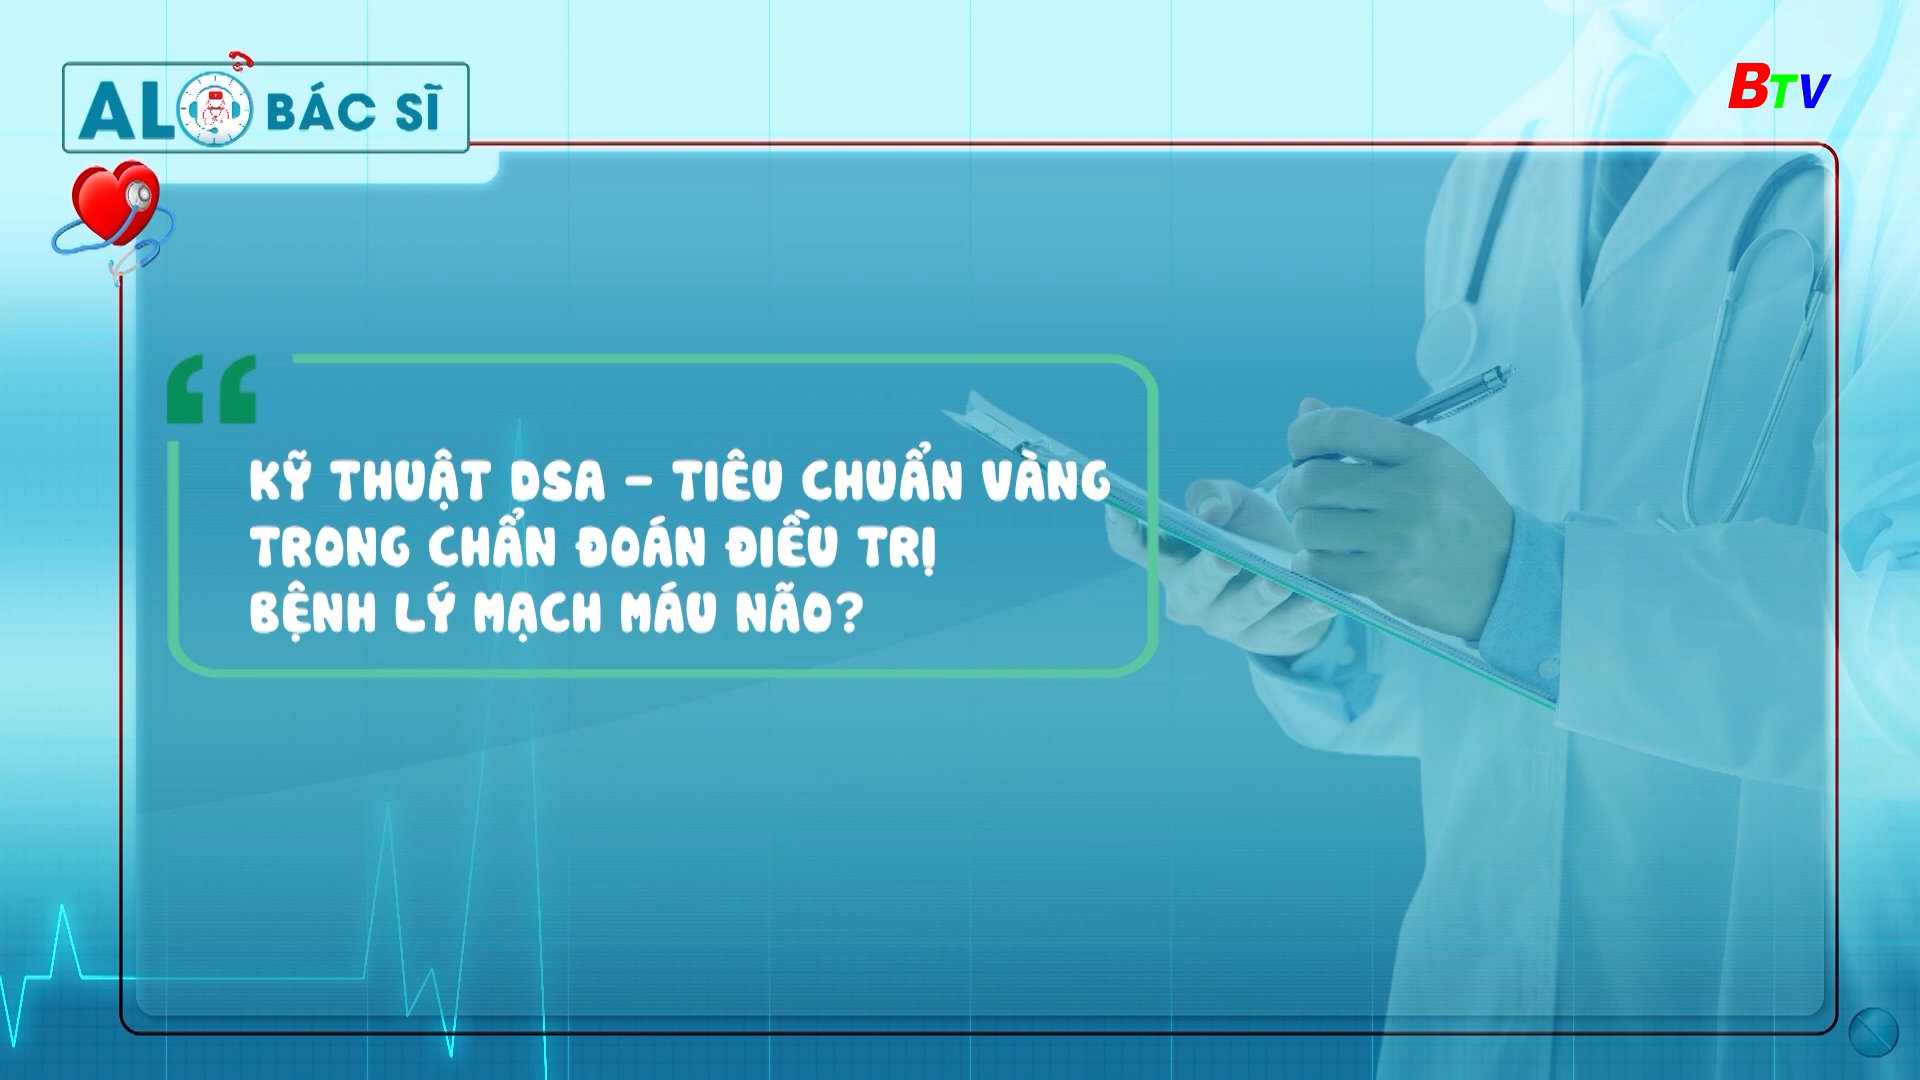 ALO BÁC SĨ
BTV
KỸ THUẬT DSA – TIÊU CHUẨN VÀNG
TRONG CHẨN ĐOÁN ĐIỀU TRỊ
BỆNH LÝ MẠCH MÁU NÃO?